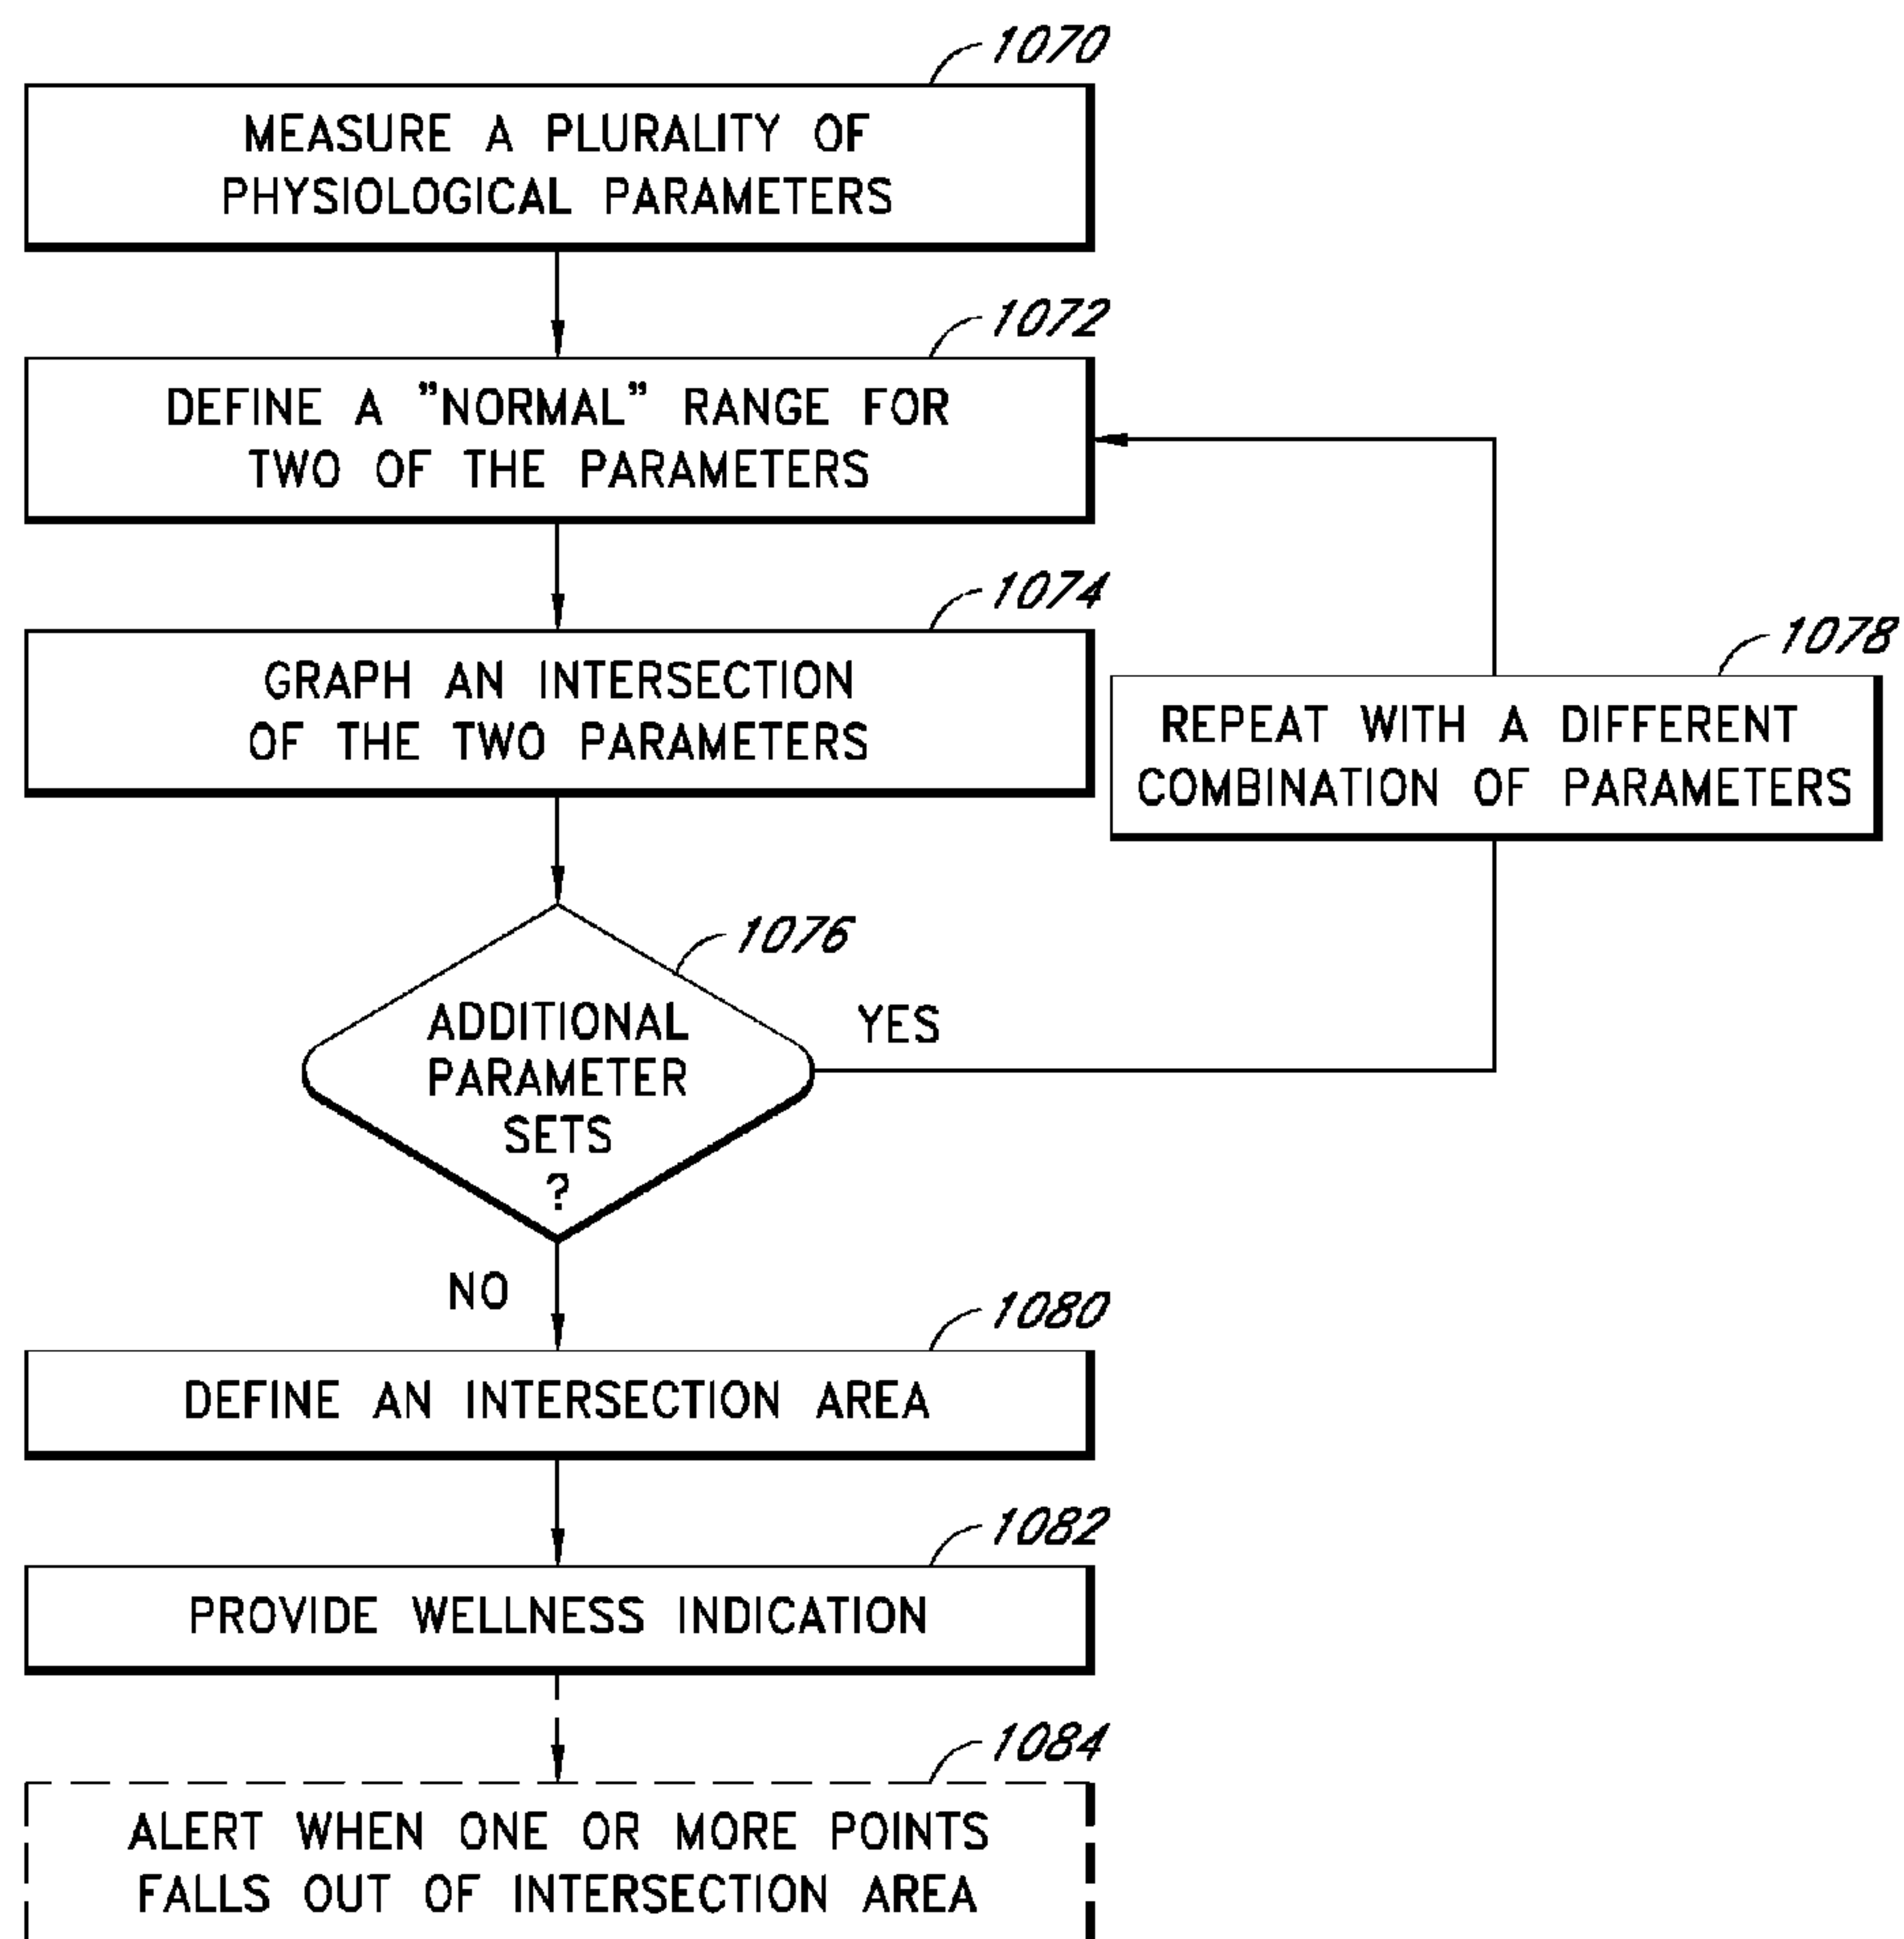 1070
MEASURE A PLURALITY OF
PHYSIOLOGICAL PARAMETERS
1072
DEFINE A "NORMAL" RANGE FOR
TWO OF THE PARAMETERS
1074
GRAPH AN INTERSECTION
OF THE TWO PARAMETERS
1078
REPEAT WITH A DIFFERENT
COMBINATION OF PARAMETERS
1076
ADDITIONAL
PARAMETER
SETS
?
YES
NO
1080
DEFINE AN INTERSECTION AREA
1082
PROVIDE WELLNESS INDICATION
1084
ALERT WHEN ONE OR MORE POINTS
FALLS OUT OF INTERSECTION AREA